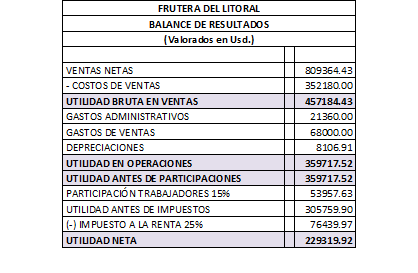 FRUTERA DEL LITORAL
BALANCE DE RESULTADOS
(Valorados en Usd.)
VENTAS NETAS 809364.43
- COSTOS DE VENTAS 352180.00
UTILIDAD BRUTA EN VENTAS 457184.43
GASTOS ADMINISTRATIVOS 21360.00
GASTOS DE VENTAS 68000.00
DEPRECIACIONES 8106.91
UTILIDAD EN OPERACIONES 359717.52
UTILIDAD ANTES DE PARTICIPACIONES 359717.52
PARTICIPACIÓN TRABAJADORES 15% 53957.63
UTILIDAD ANTES DE IMPUESTOS 305759.90
(-) IMPUESTO A LA RENTA 25% 76439.97
UTILIDAD NETA 229319.92